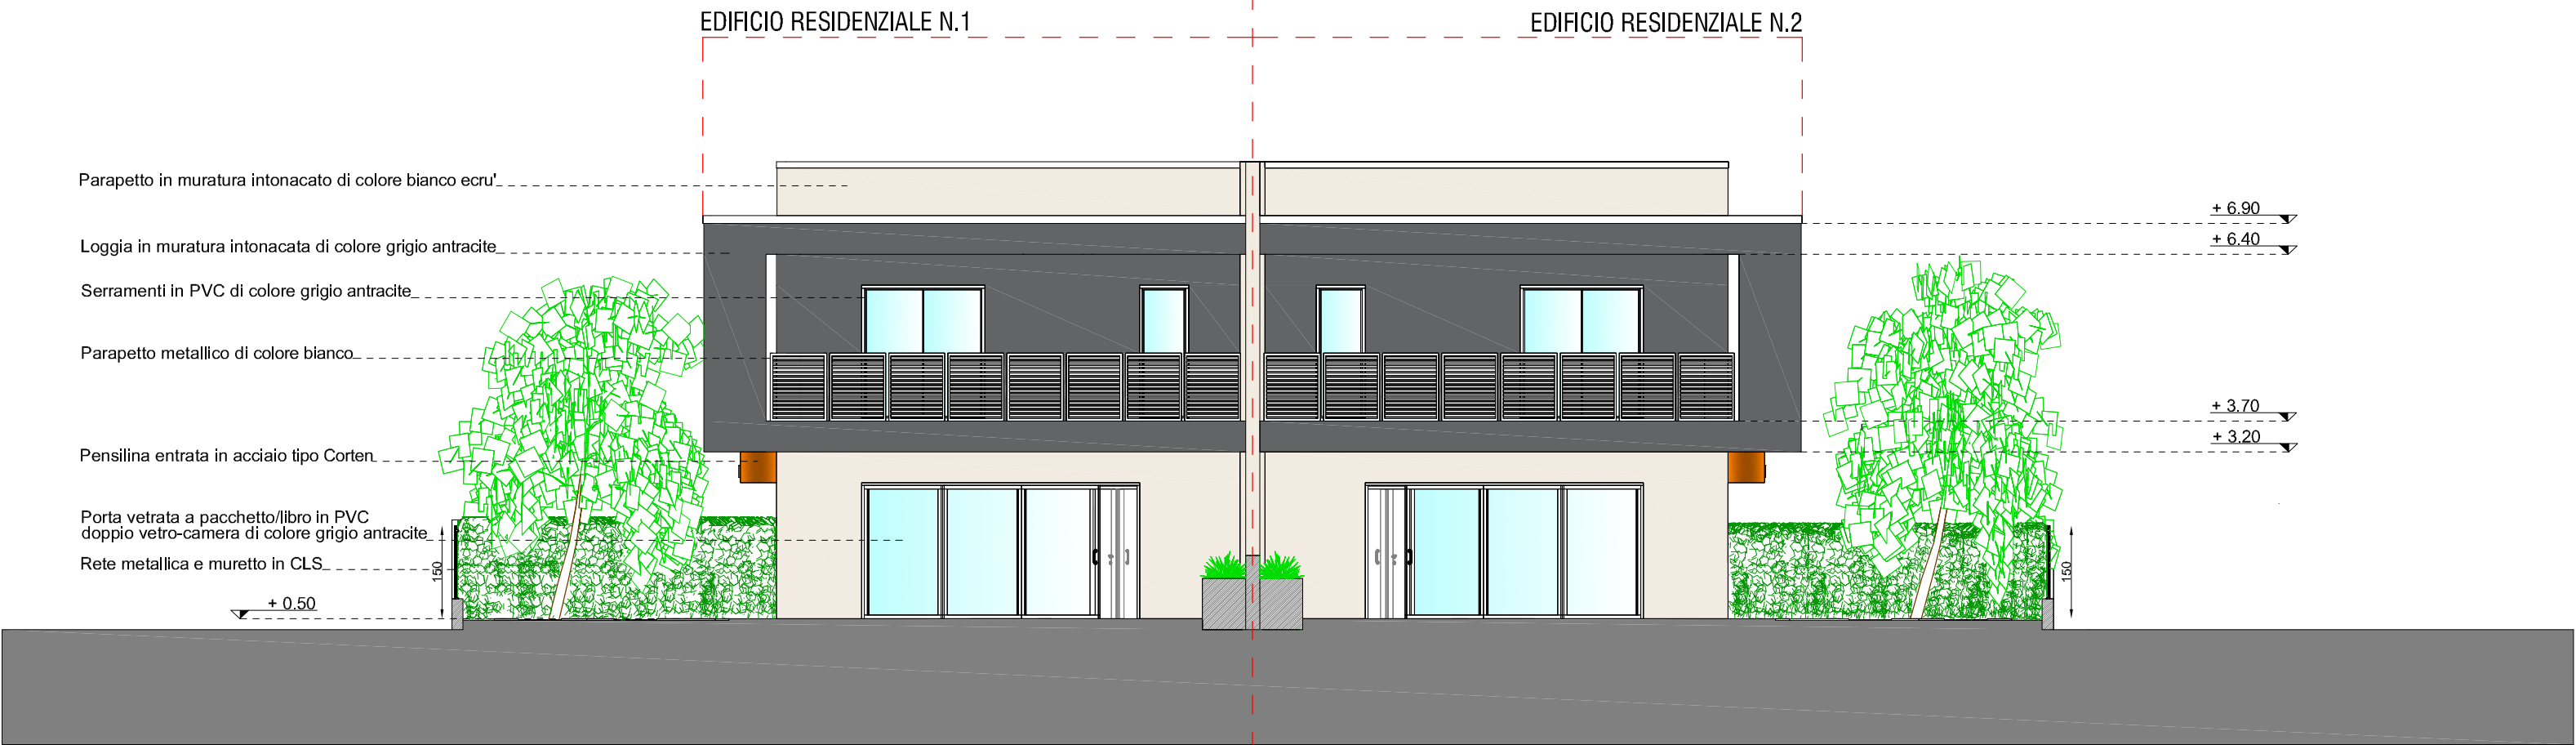 EDIFICIO RESIDENZIALE N.1
EDIFICIO RESIDENZIALE N.2
Parapetto in muratura intonacato di colore bianco ecru'
Loggia in muratura intonacata di colore grigio antracite
Serramenti in PVC di colore grigio antracite
Parapetto metallico di colore bianco
Pensilina entrata in acciaio tipo Corten
Porta vetrata a pacchetto/libro in PVC
doppio vetro-camera di colore grigio antracite
Rete metallica e muretto in CLS
+ 0.50
150
+ 6.90
+ 6.40
+ 3.70
+ 3.20
150